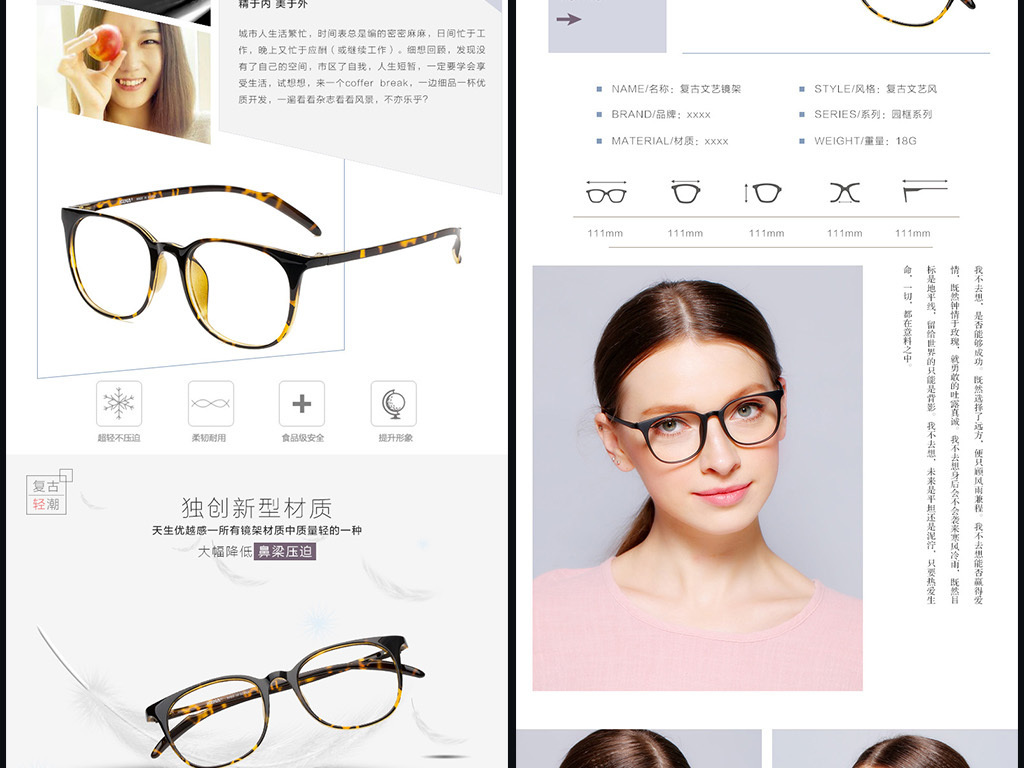 精于内 美于外
城市人生活繁忙，时间表总是编的密密麻麻，日间忙于工
作，晚上又忙于应酬（或继续工作）。细想回顾，发现没
有了自己的空间，市区了自我，人生短暂，一定要学会享
受生活，试想想，来一个coffer break，一边细品一杯优
质开发，一遍看看杂志看看风景，不亦乐乎？
超轻不压迫
柔韧耐用
食品级安全
提升形象
复古
轻潮
独创新型材质
天生优越感一所有镜架材质中质量轻的一种
大幅降低 鼻梁压迫
NAME/名称：复古文艺镜架
STYLE/风格：复古文艺风
BRAND/品牌：xxxx
SERIES/系列：园框系列
MATERIAL/材质：xxxx
WEIGHT/重量：18G
111mm
111mm
111mm
111mm
111mm
我不去想，是否能够成功。既然选择了远方，便只顾风雨兼程。我不去想能否赢得爱
情，既然钟情于玫瑰，就勇敢的吐露真诚。我不去想身后会不会袭来寒风冷雨，既然目
标是地平线，留给世界的只能是背影。我不去想，未来是平坦还是泥泞，只要热爱生
命，一切，都在意料之中。